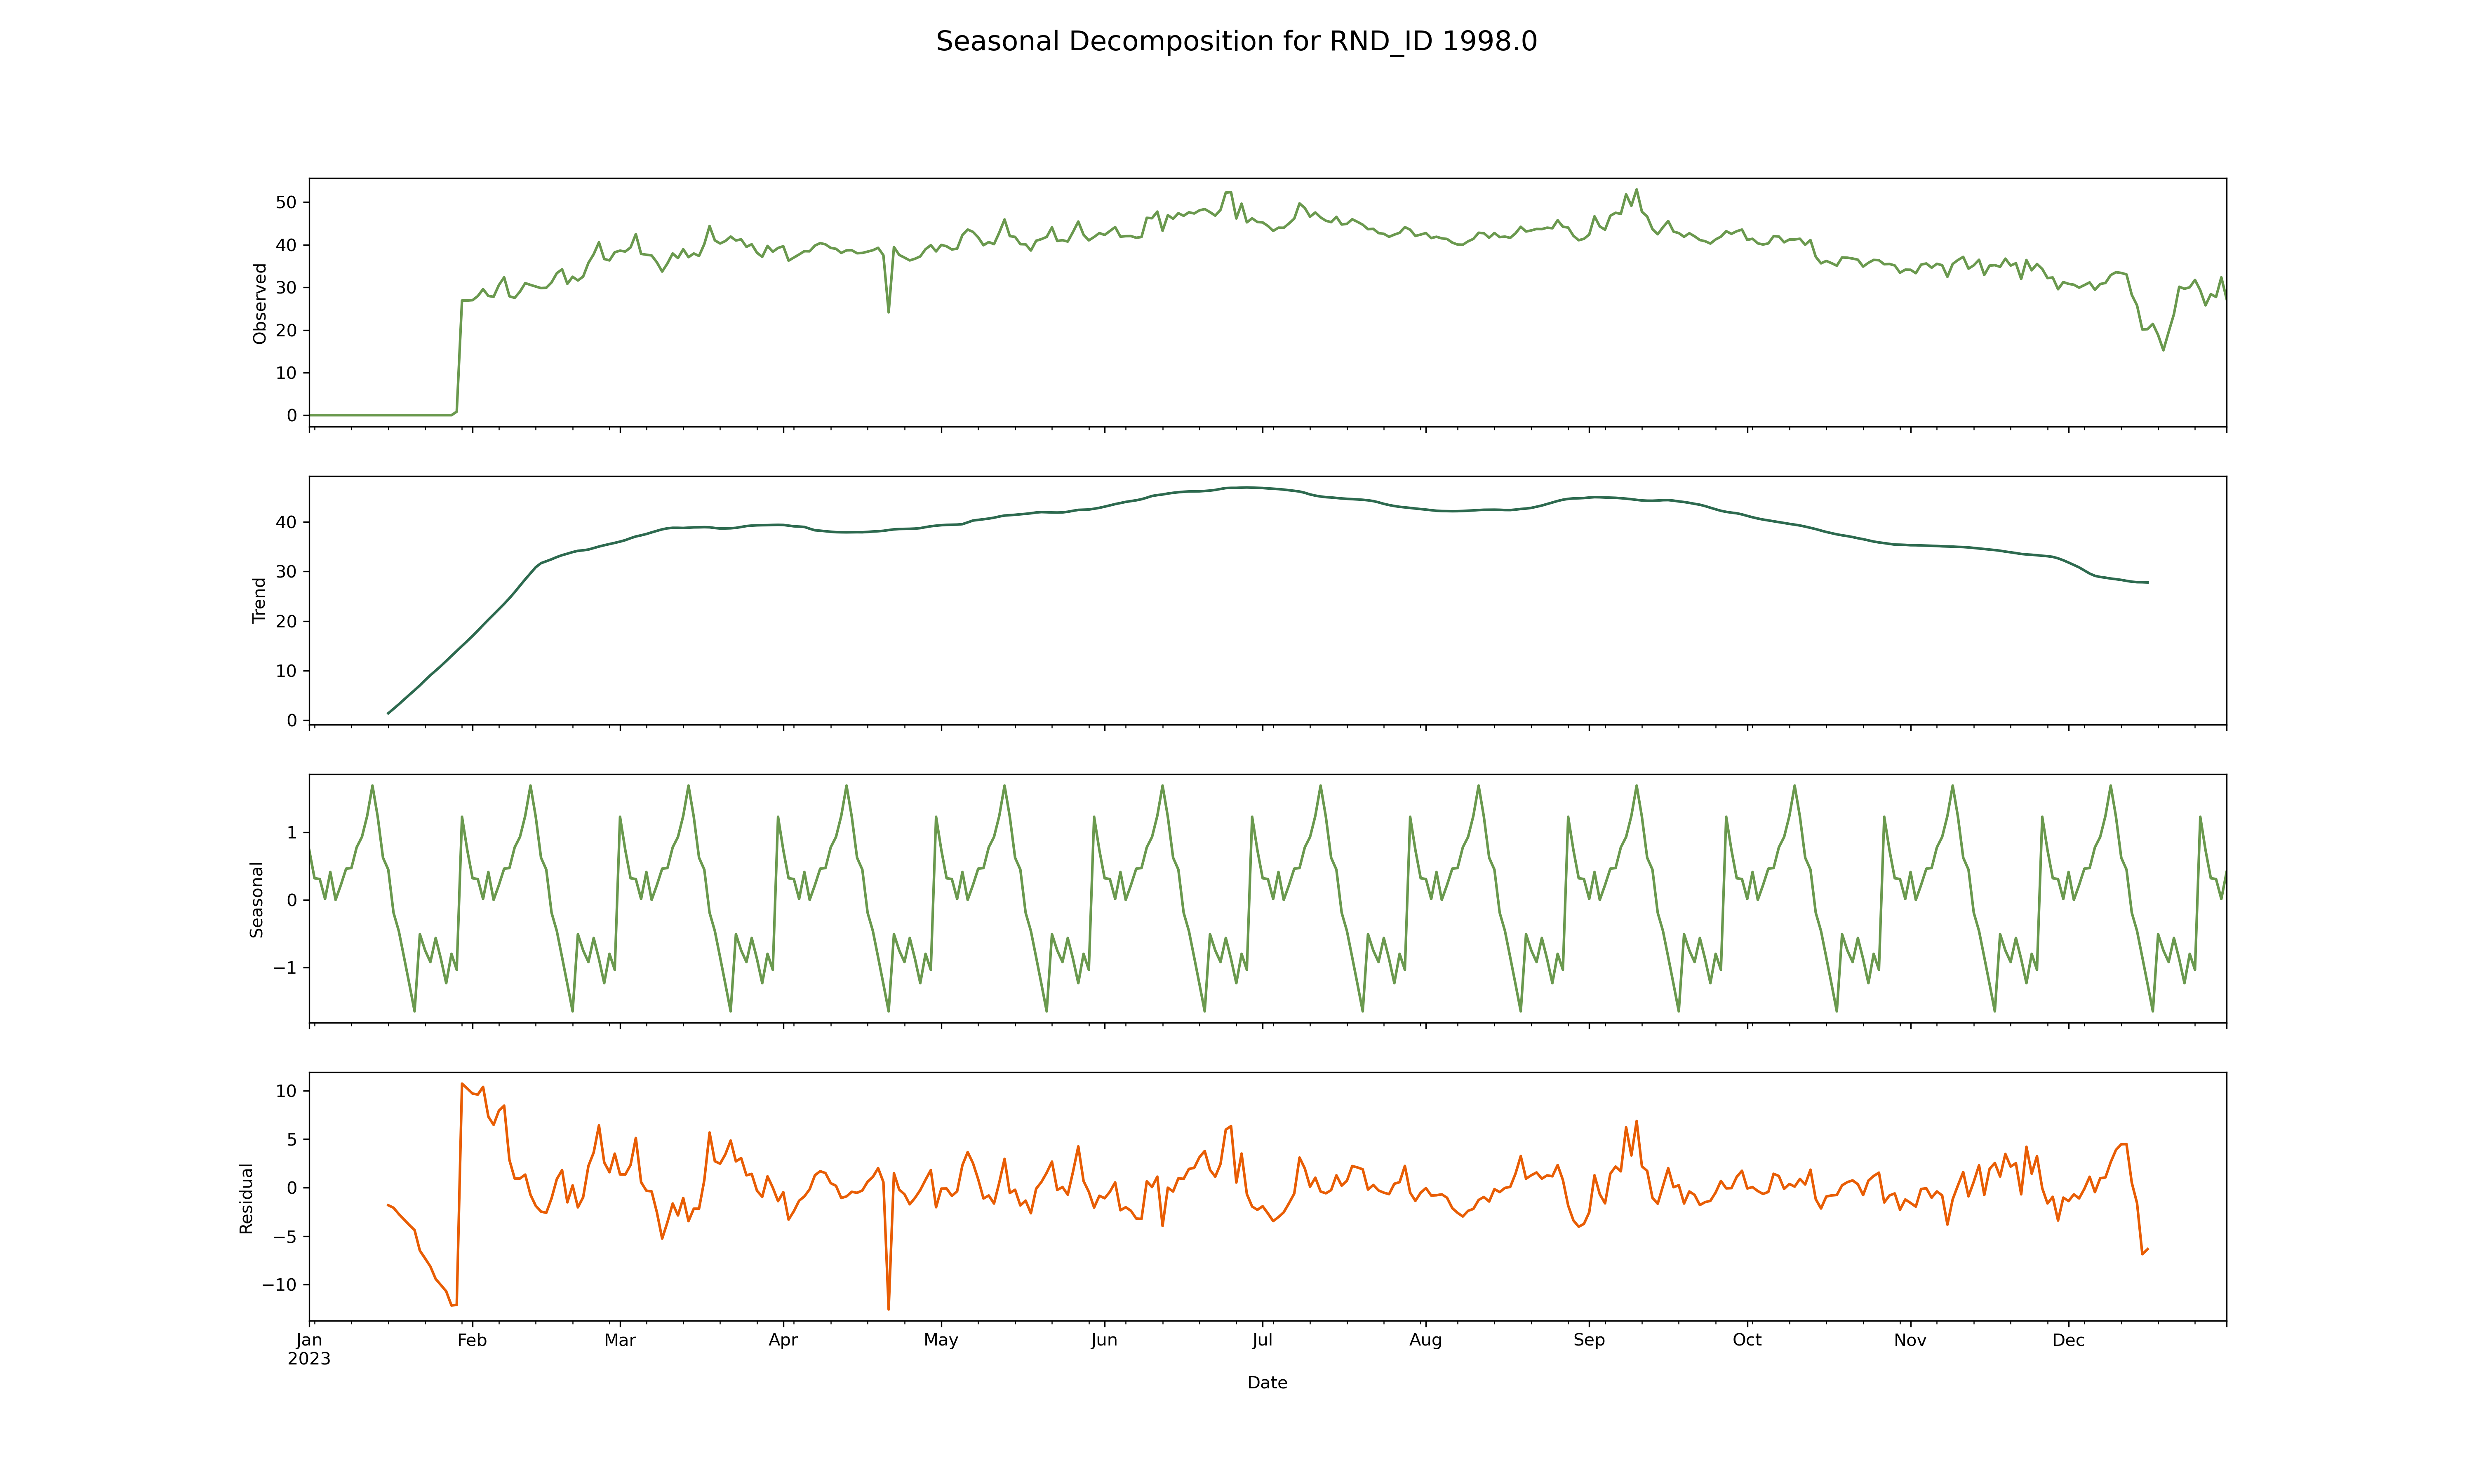 Seasonal Decomposition for RND_ID 1998.0
50
40
30
20
10
0
Observed
40
30
20
10
0
Trend
1
0
−1
Seasonal
10
5
0
−5
−10
Residual
Jan Feb Mar Apr May Jun Jul Aug Sep Oct Nov Dec
2023
Date